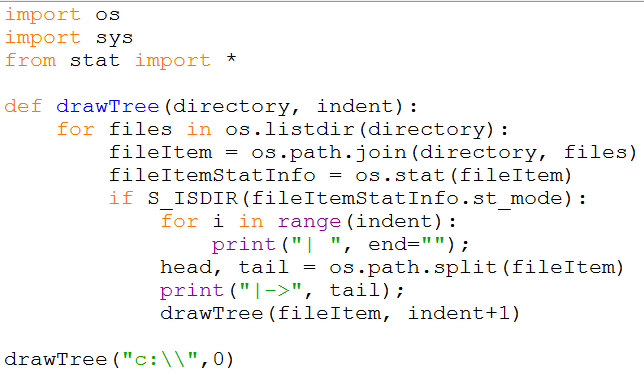 import os
import sys
from stat import *

def drawTree(directory, indent):
    for files in os.listdir(directory):
        fileItem = os.path.join(directory, files)
        fileItemStatInfo = os.stat(fileItem)
        if S_ISDIR(fileItemStatInfo.st_mode):
            for i in range(indent):
                print("| ", end="");
            head, tail = os.path.split(fileItem)
            print("|->", tail);
            drawTree(fileItem, indent+1)

drawTree("c:\\",0)